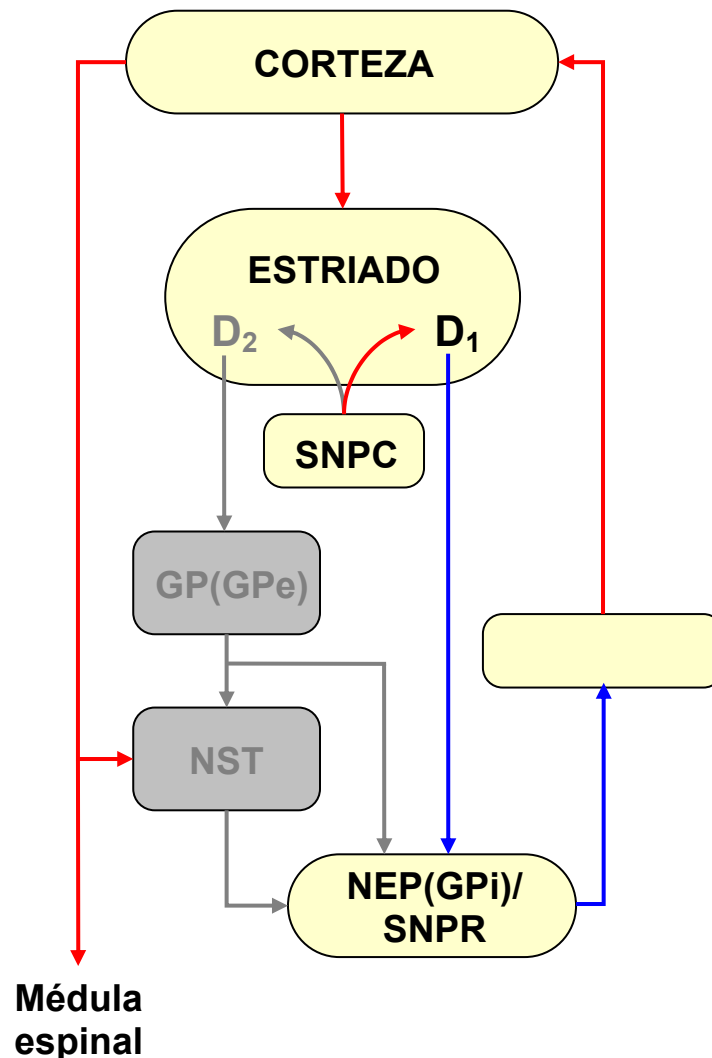 CORTEZA
ESTRIADO
D₂
D₁
SNPC
GP(GPe)
NST
NEP(GPi)/
SNPR
Médula
espinal